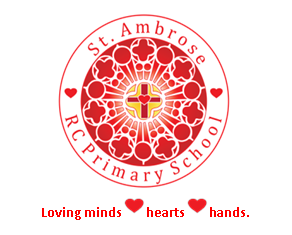 St. Ambrose
RC Primary School
Loving minds hearts hands.